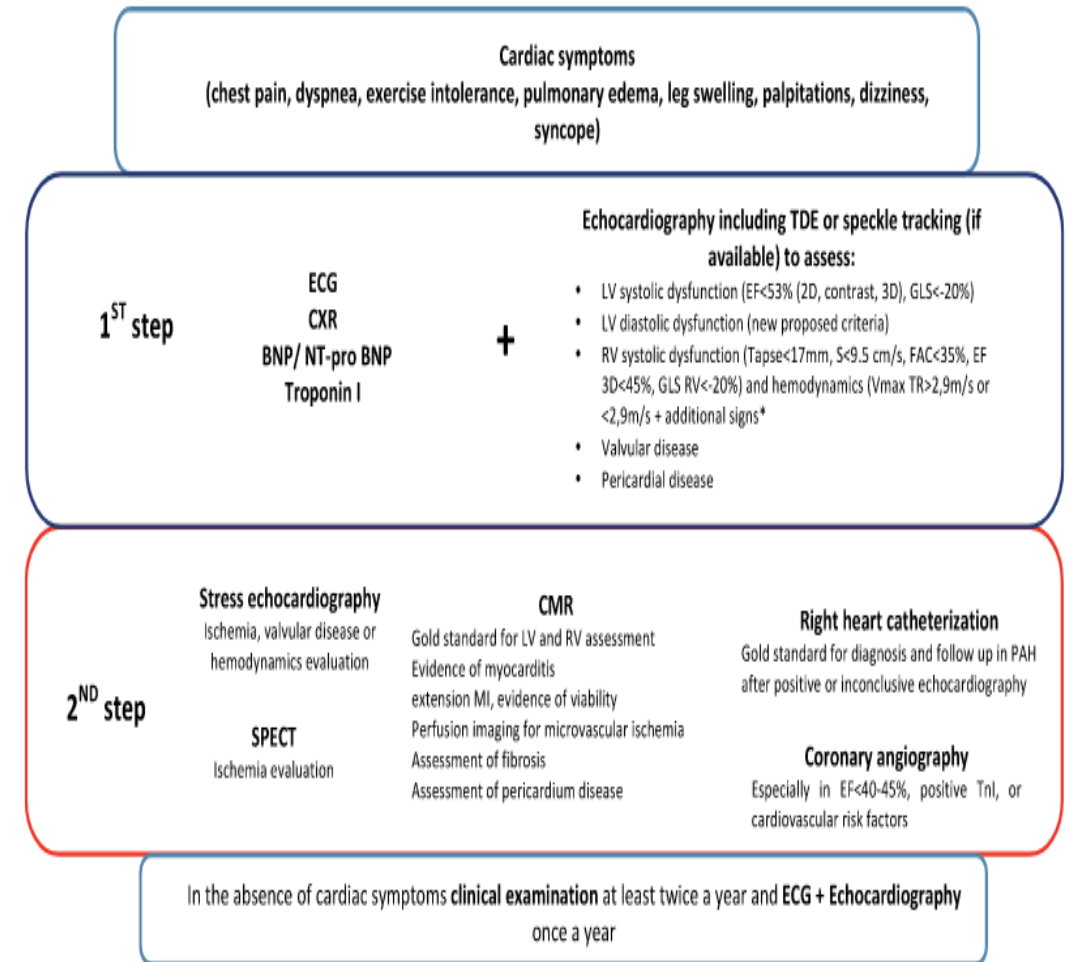 Cardiac symptoms
(chest pain, dyspnea, exercise intolerance, pulmonary edema, leg swelling, palpitations, dizziness,
syncope)
1ST step
ECG
CXR
BNP/ NT-pro BNP
Troponin I
+
Echocardiography including TDE or speckle tracking (if
available) to assess:
• LV systolic dysfunction (EF<53% (2D, contrast, 3D), GLS<-20%)
• LV diastolic dysfunction (new proposed criteria)
• RV systolic dysfunction (Tapse<17mm, S<9.5 cm/s, FAC<35%, EF
3D<45%, GLS RV<-20%) and hemodynamics (Vmax TR>2,9m/s or
<2,9m/s + additional signs*
• Valvular disease
• Pericardial disease
2ND step
Stress echocardiography
Ischemia, valvular disease or
hemodynamics evaluation
SPECT
Ischemia evaluation
CMR
Gold standard for LV and RV assessment
Evidence of myocarditis
extension MI, evidence of viability
Perfusion imaging for microvascular ischemia
Assessment of fibrosis
Assessment of pericardium disease
Right heart catheterization
Gold standard for diagnosis and follow up in PAH
after positive or inconclusive echocardiography
Coronary angiography
Especially in EF<40-45%, positive TnI, or
cardiovascular risk factors
In the absence of cardiac symptoms clinical examination at least twice a year and ECG + Echocardiography
once a year